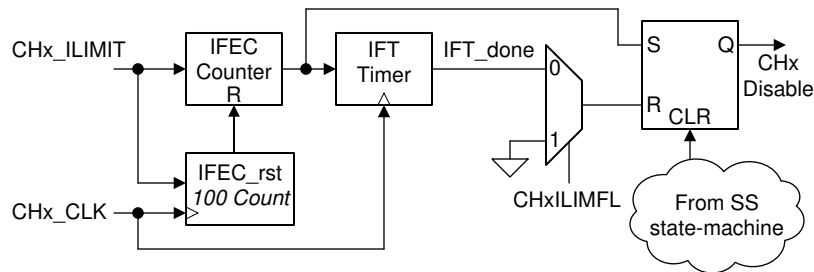 CHx_ILIMIT
IFEC
Counter
R
IFT
Timer
IFT_done
0
1
S
Q
R
CLR
CHx
Disable
IFEC_rst
100 Count
CHx_CLK
CHxILIMFL
From SS
state-machine